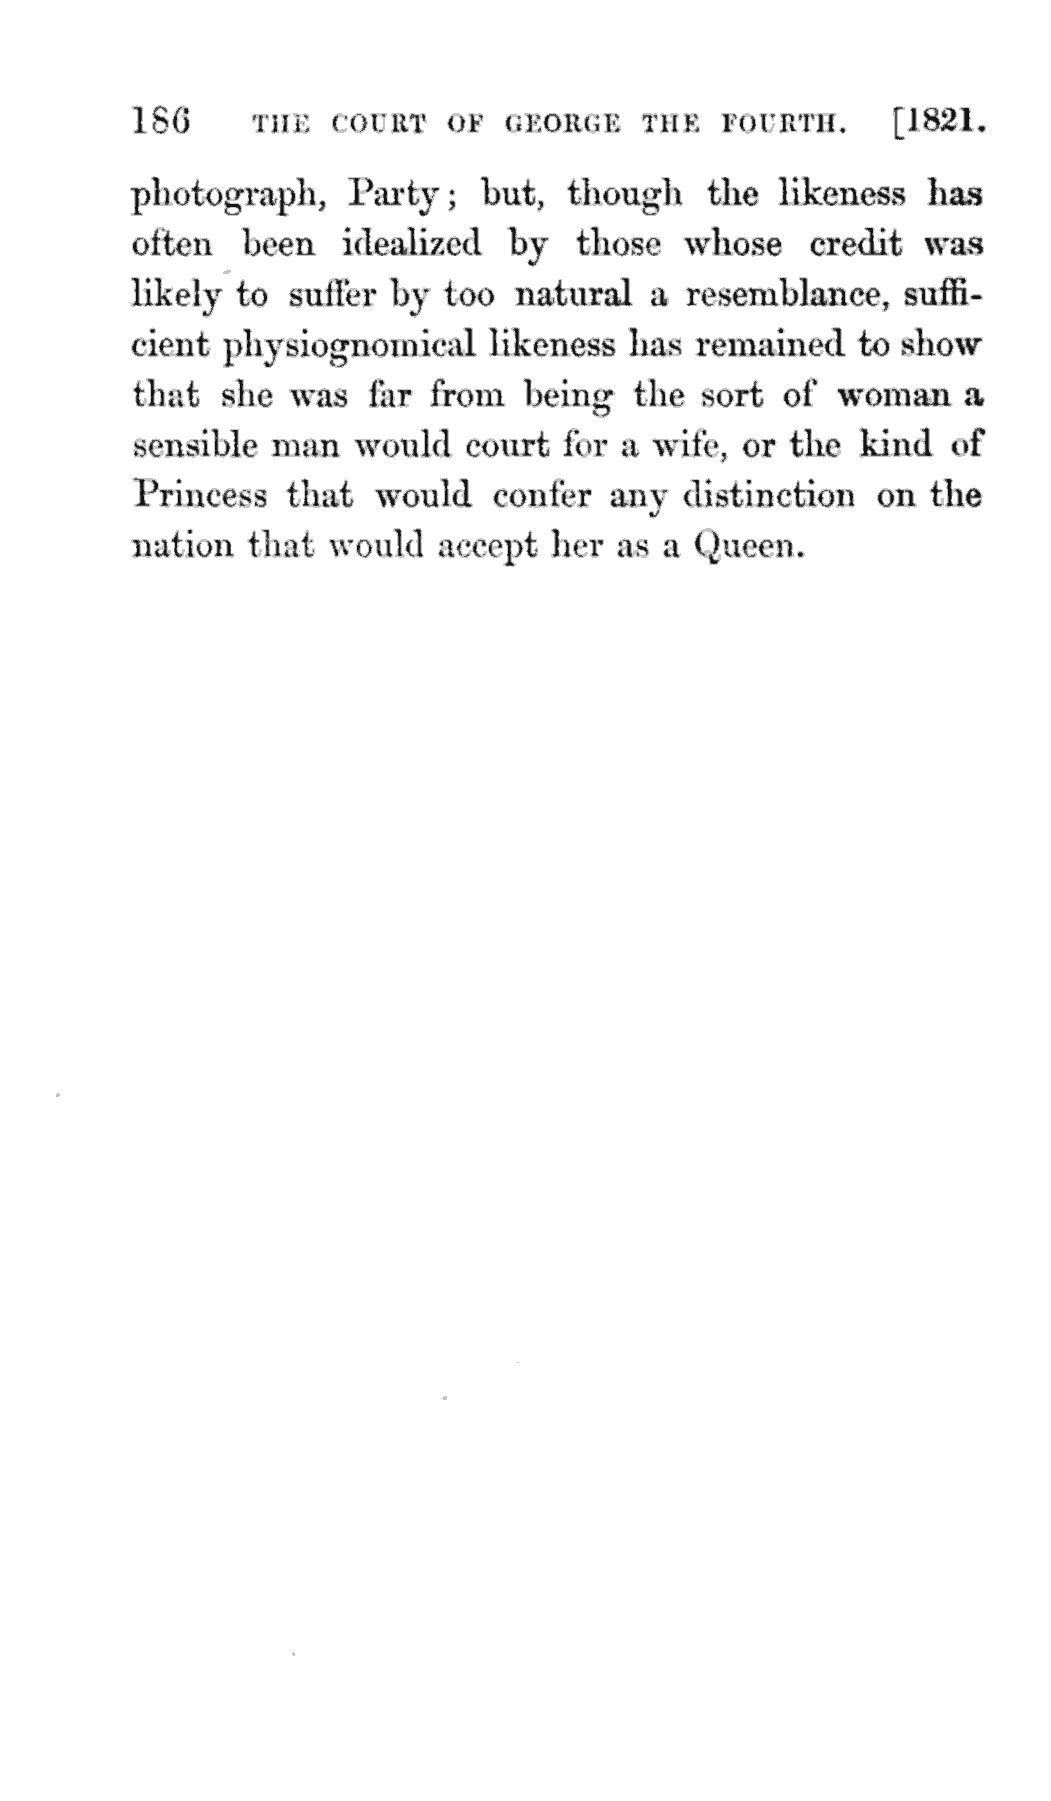 186 THE COURT OF GEORGE THE FOURTH. [1821.
photograph, Party; but, though the likeness has
often been idealized by those whose credit was
likely to suffer by too natural a resemblance, suffi-
cient physiognomical likeness has remained to show
that she was far from being the sort of woman a
sensible man would court for a wife, or the kind of
Princess that would confer any distinction on the
nation that would accept her as a Queen.